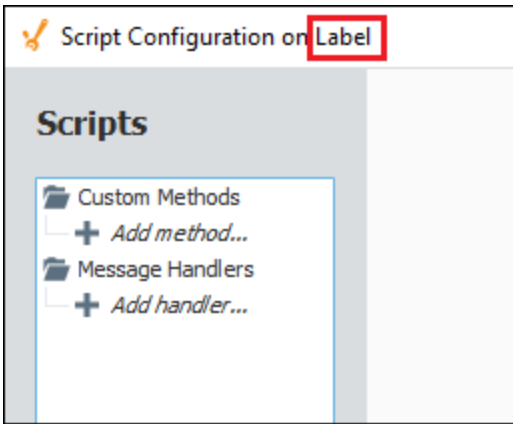 Script Configuration on Label
Scripts
Custom Methods
Add method...
Message Handlers
Add handler...